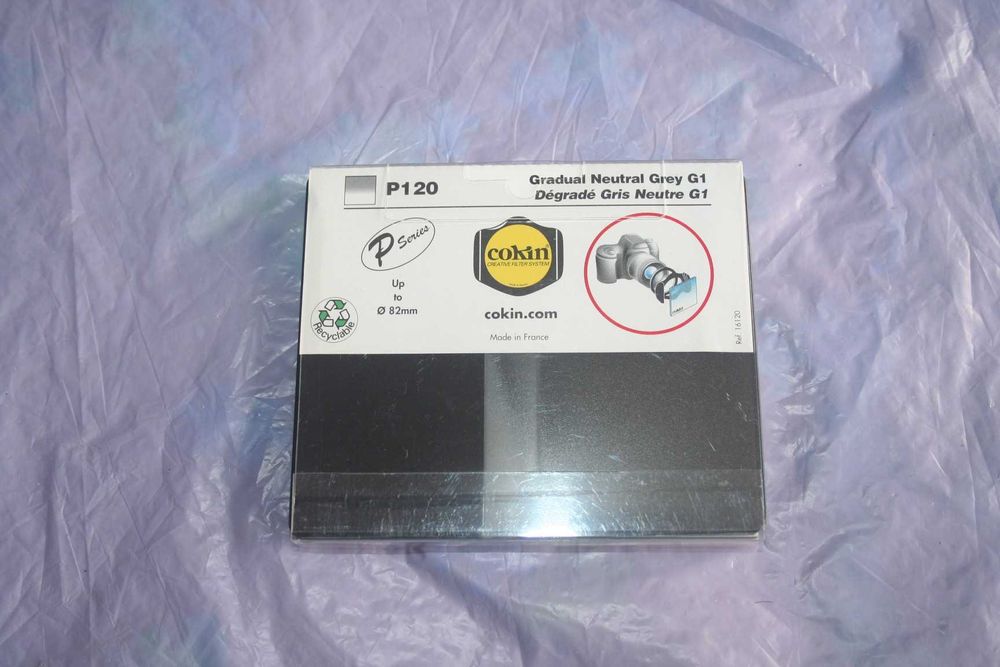 P120
Gradual Neutral Grey G1
Dégradé Gris Neutre G1
P Series
Up
to
Ø 82mm
Recyclable
cokin
CREATIVE FILTER SYSTEM
cokin.com
Made in France
Ref. 16120